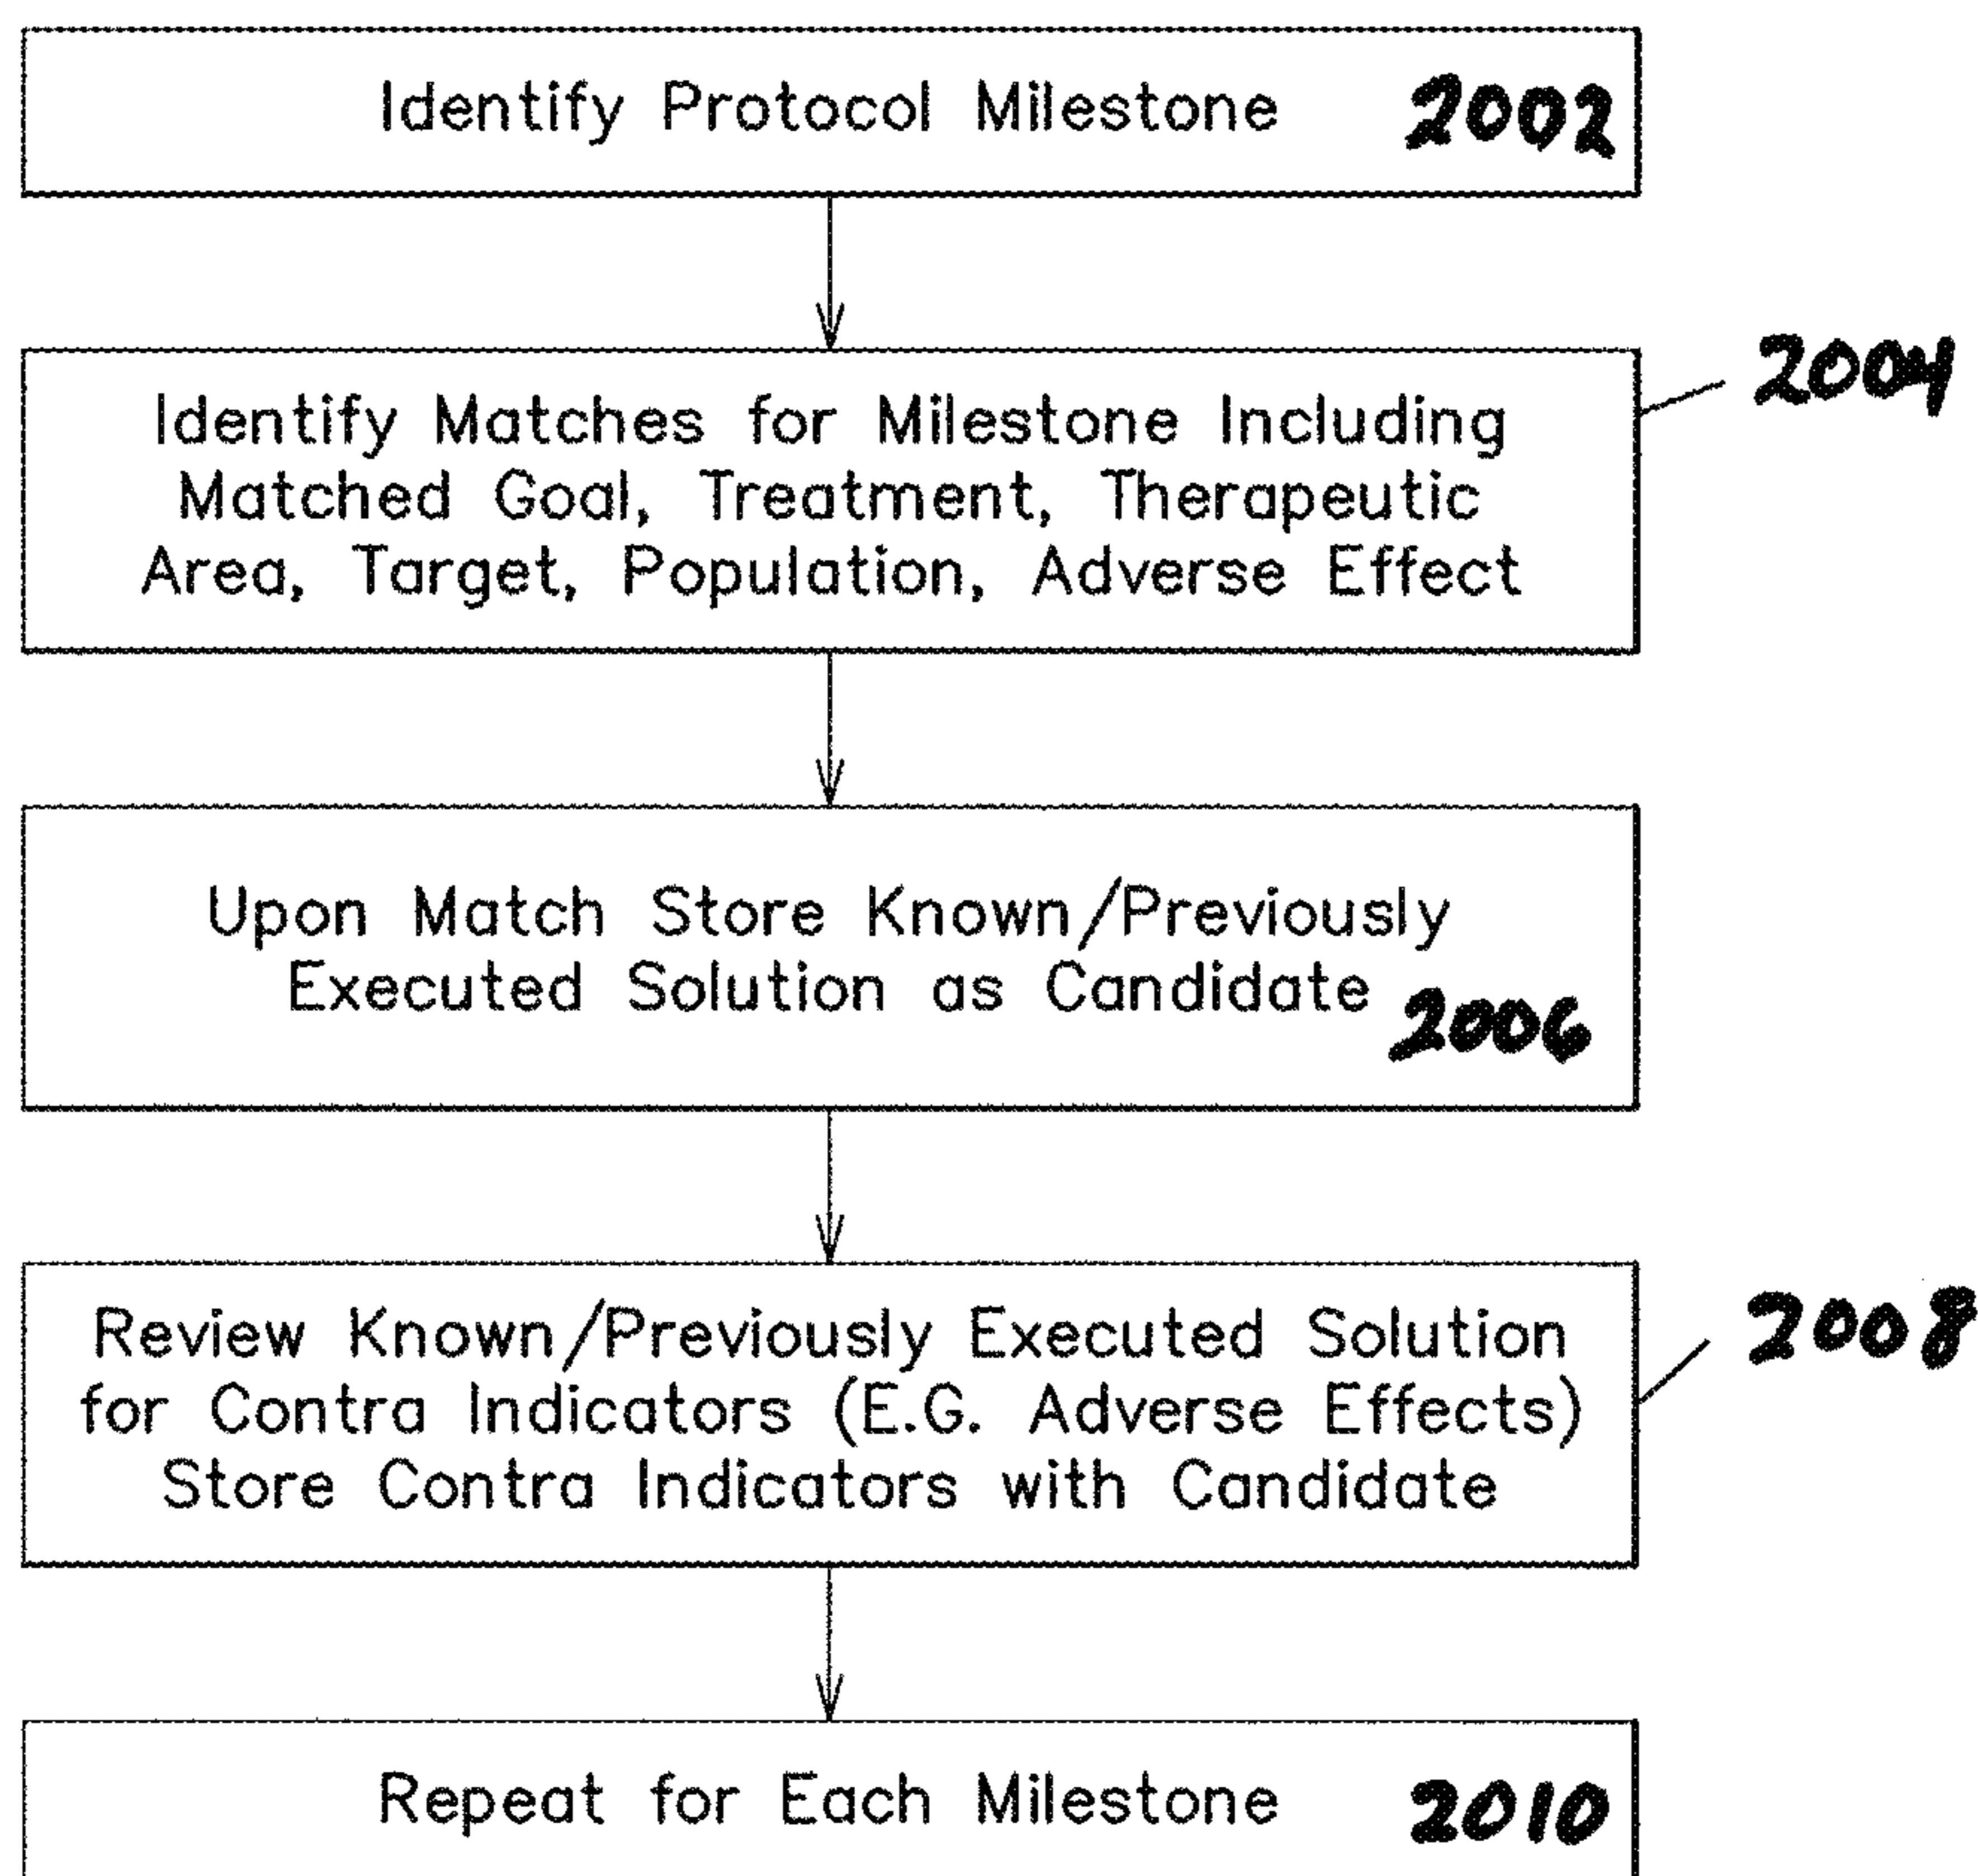 Identify Protocol Milestone 2002
2004
Identify Matches for Milestone Including
Matched Goal, Treatment, Therapeutic
Area, Target, Population, Adverse Effect
Upon Match Store Known/Previously
Executed Solution as Candidate
2006
2008
Review Known/Previously Executed Solution
for Contra Indicators (E.G. Adverse Effects)
Store Contra Indicators with Candidate
Repeat for Each Milestone 2010